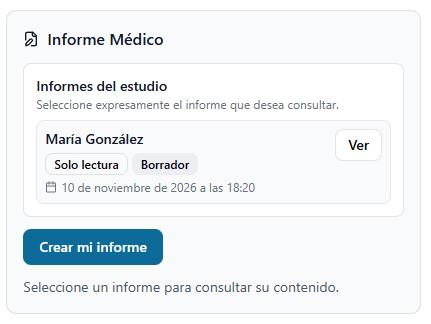 Informe Médico
Informes del estudio
Seleccione expresamente el informe que desea consultar.
María González
Ver
Solo lectura Borrador
10 de noviembre de 2026 a las 18:20
Crear mi informe
Seleccione un informe para consultar su contenido.